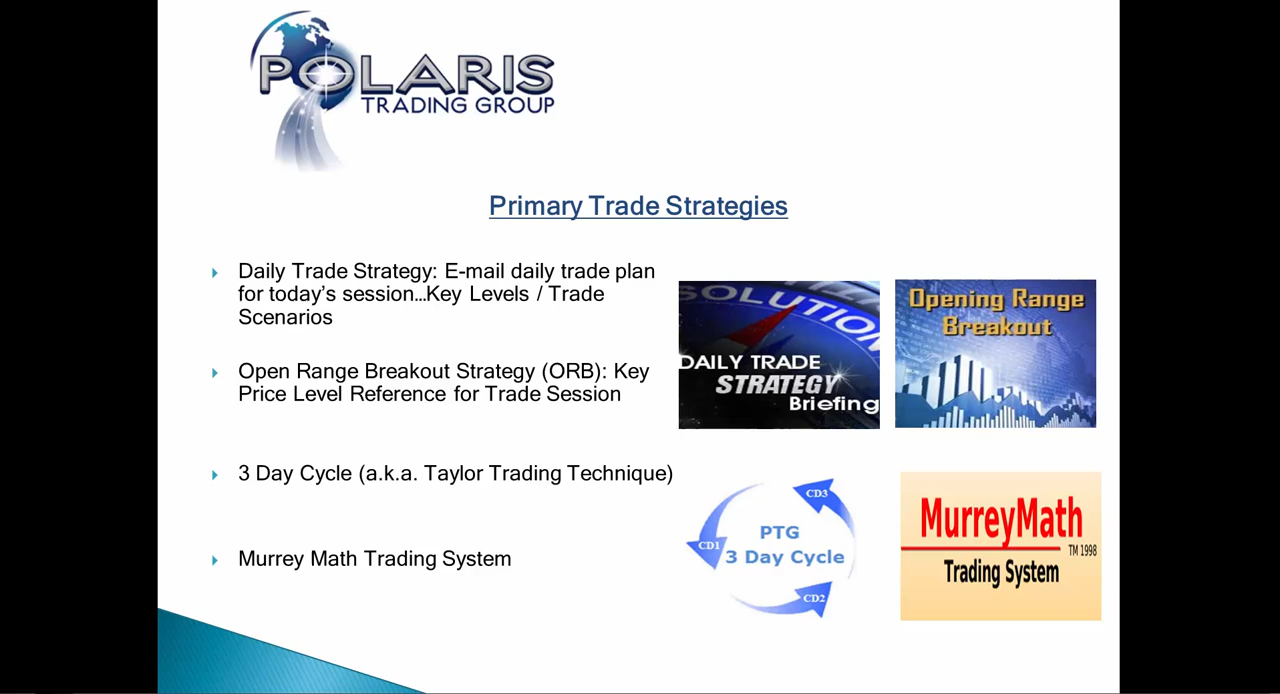 POLARIS
TRADING GROUP
Primary Trade Strategies
Daily Trade Strategy: E-mail daily trade plan
for today's session…Key Levels / Trade
Scenarios
Open Range Breakout Strategy (ORB): Key
Price Level Reference for Trade Session
3 Day Cycle (a.k.a. Taylor Trading Technique)
Murrey Math Trading System
SOLUTION
DAILY TRADE
STRATEGY
Briefing
Opening Range
Breakout
CD3
PTG
CD1
3 Day Cycle
CD2
MurreyMath
TM 1998
Trading System